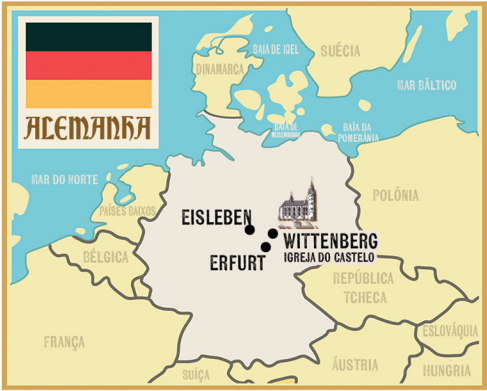 ALEMANHA
BAÍA DE KIEL
SUÉCIA
DINAMARCA
MAR BÁLTICO
BAÍA DE
BAÍA DA
POMERÂNIA
MAR DO NORTE
PAÍSES BAIXOS
POLÔNIA
EISLEBEN
WITTENBERG
IGREJA DO CASTELO
ERFURT
BÉLGICA
REPÚBLICA
TCHECA
FRANÇA
ESLOVÁQUIA
SUÍÇA
ÁUSTRIA
HUNGRIA